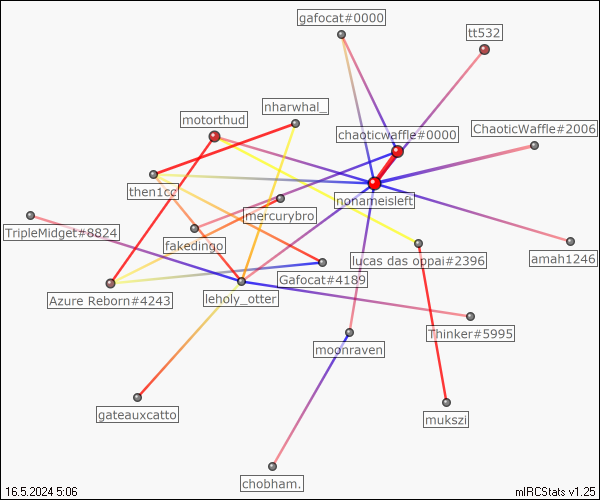 gafocat#0000
tt532
nharwhal_
motorthud
chaoticwaffle#0000
ChaoticWaffle#2006
then1cc
nonameisleft
mercurybro
TripleMidget#8824
fakedingo
lucas das oppai#2396
amah1246
Gafocat#4189
Azure Reborn#4243
leholy_otter
Thinker#5995
moonraven
gateauxcatto
mukszi
chobham.
16.5.2024 5:06
mIRCStats v1.25